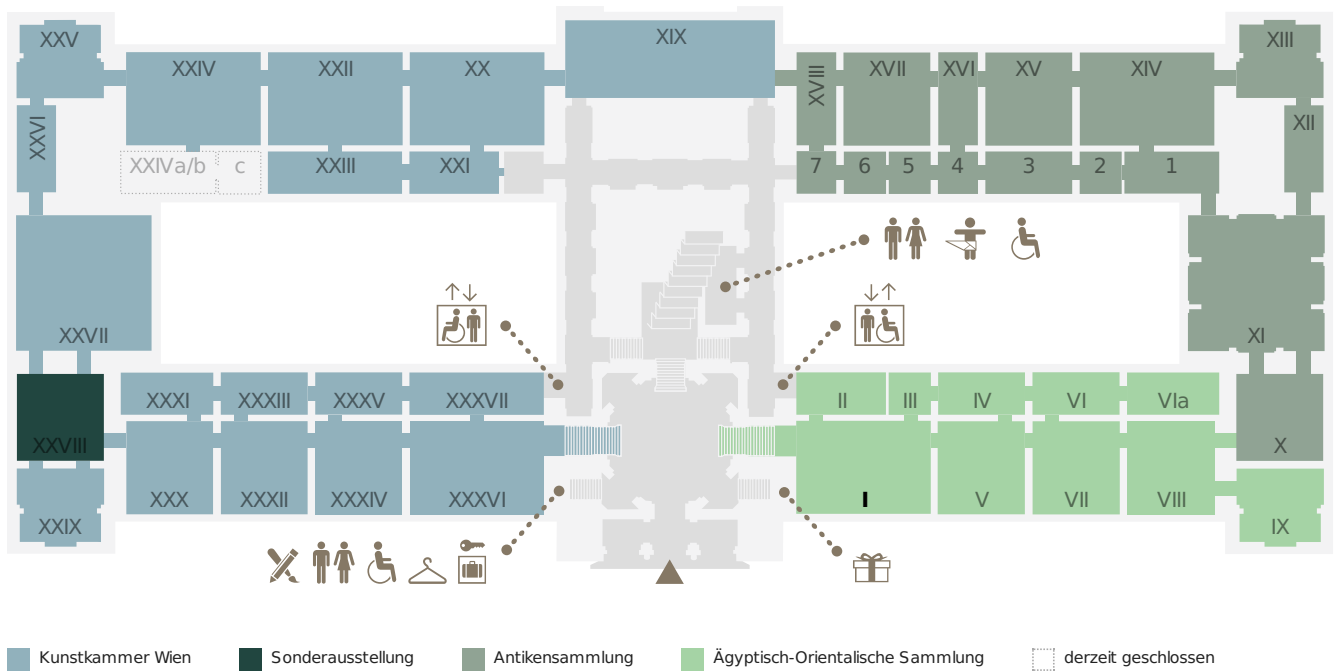 XXV
XXIV
XXII
XX
XIX
XVIII
XVII
XVI
XV
XIV
XIII
XXVI
XII
XXIVa/b
c
XXIII
XXI
7
6
5
4
3
2
1
XXVII
XI
XXVIII
XXXI
XXXIII
XXXV
XXXVII
II
III
IV
VI
VIa
X
XXIX
XXX
XXXII
XXXIV
XXXVI
I
V
VII
VIII
IX
Kunstkammer Wien
Sonderausstellung
Antikensammlung
Ägyptisch-Orientalische Sammlung
derzeit geschlossen